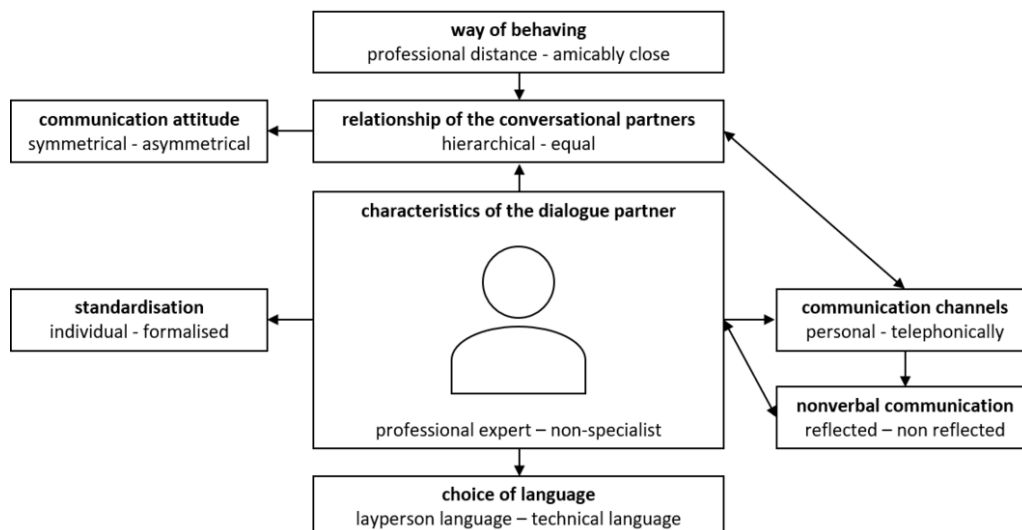 way of behaving
professional distance - amicably close
communication attitude
symmetrical - asymmetrical
relationship of the conversational partners
hierarchical - equal
characteristics of the dialogue partner
standardisation
individual - formalised
communication channels
personal - telephonically
nonverbal communication
reflected – non reflected
professional expert – non-specialist
choice of language
layperson language – technical language